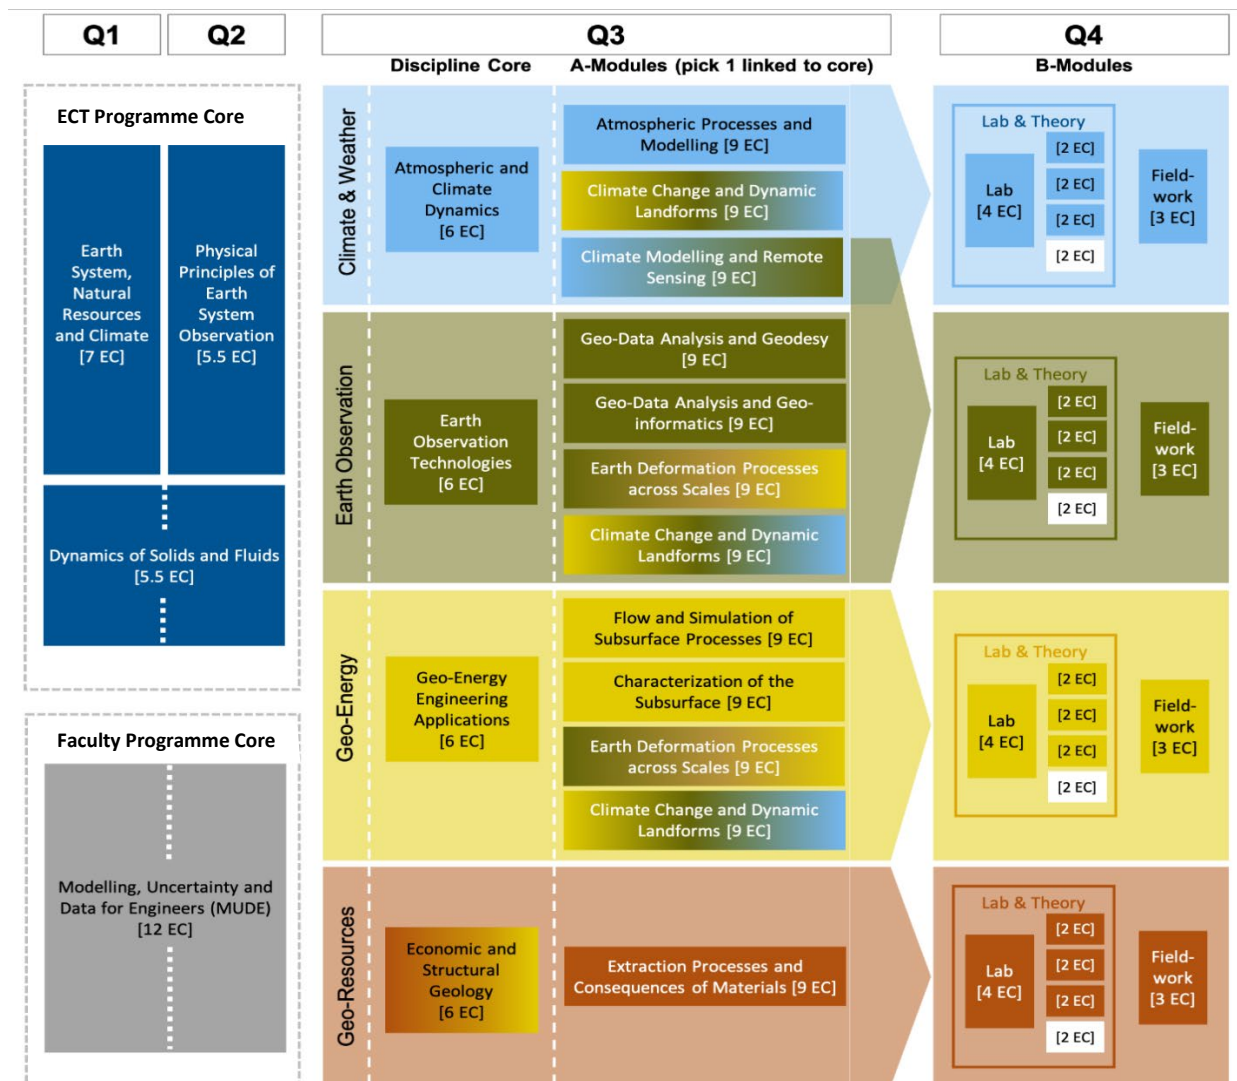 Q1
Q2
Q3
Q4
Discipline Core
A-Modules (pick 1 linked to core)
B-Modules
ECT Programme Core
Earth
System,
Natural
Resources
and Climate
[7 EC]
Physical
Principles of
Earth
System
Observation
[5.5 EC]
Dynamics of Solids and Fluids
[5.5 EC]
Faculty Programme Core
Modelling, Uncertainty and
Data for Engineers (MUDE)
[12 EC]
Climate & Weather
Atmospheric and
Climate
Dynamics
[6 EC]
Atmospheric Processes and
Modelling [9 EC]
Climate Change and Dynamic
Landforms [9 EC]
Climate Modelling and Remote
Sensing [9 EC]
Lab & Theory
Lab
[4 EC]
[2 EC]
[2 EC]
[2 EC]
[2 EC]
Field-
work
[3 EC]
Earth Observation
Earth
Observation
Technologies
[6 EC]
Geo-Data Analysis and Geodesy
[9 EC]
Geo-Data Analysis and Geo-
informatics [9 EC]
Earth Deformation Processes
across Scales [9 EC]
Climate Change and Dynamic
Landforms [9 EC]
Lab & Theory
Lab
[4 EC]
[2 EC]
[2 EC]
[2 EC]
[2 EC]
Field-
work
[3 EC]
Geo-Energy
Geo-Energy
Engineering
Applications
[6 EC]
Flow and Simulation of
Subsurface Processes [9 EC]
Characterization of the
Subsurface [9 EC]
Earth Deformation Processes
across Scales [9 EC]
Climate Change and Dynamic
Landforms [9 EC]
Lab & Theory
Lab
[4 EC]
[2 EC]
[2 EC]
[2 EC]
[2 EC]
Field-
work
[3 EC]
Geo-Resources
Economic and
Structural
Geology
[6 EC]
Extraction Processes and
Consequences of Materials [9 EC]
Lab & Theory
Lab
[4 EC]
[2 EC]
[2 EC]
[2 EC]
[2 EC]
Field-
work
[3 EC]